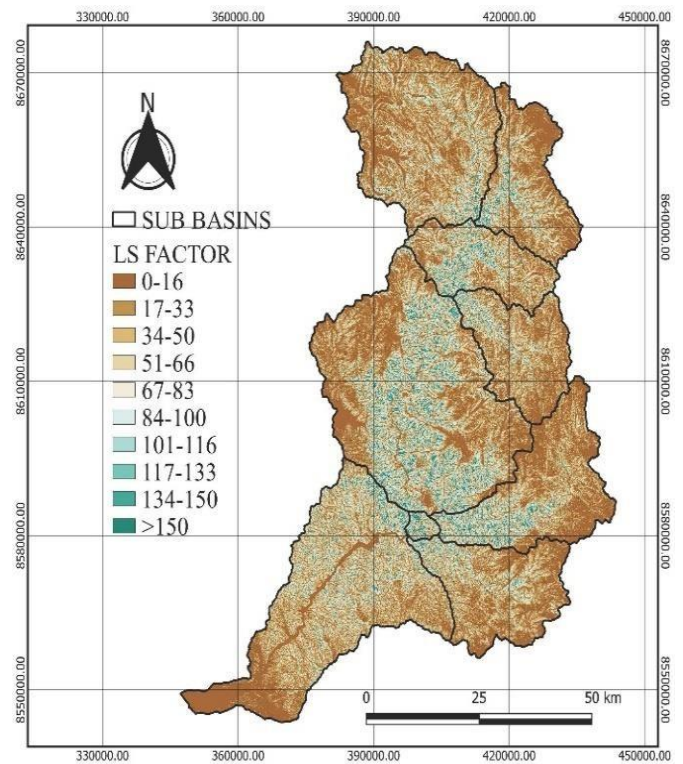 330000.00 360000.00 390000.00 420000.00 450000.00
8670000.00 8670000.00
N
8640000.00 8640000.00
SUB BASINS
LS FACTOR
0-16
17-33
34-50
51-66
67-83
84-100
101-116
117-133
134-150
>150
8610000.00 8610000.00
8580000.00 8580000.00
8550000.00 8550000.00
0 25 50 km
330000.00 360000.00 390000.00 420000.00 450000.00